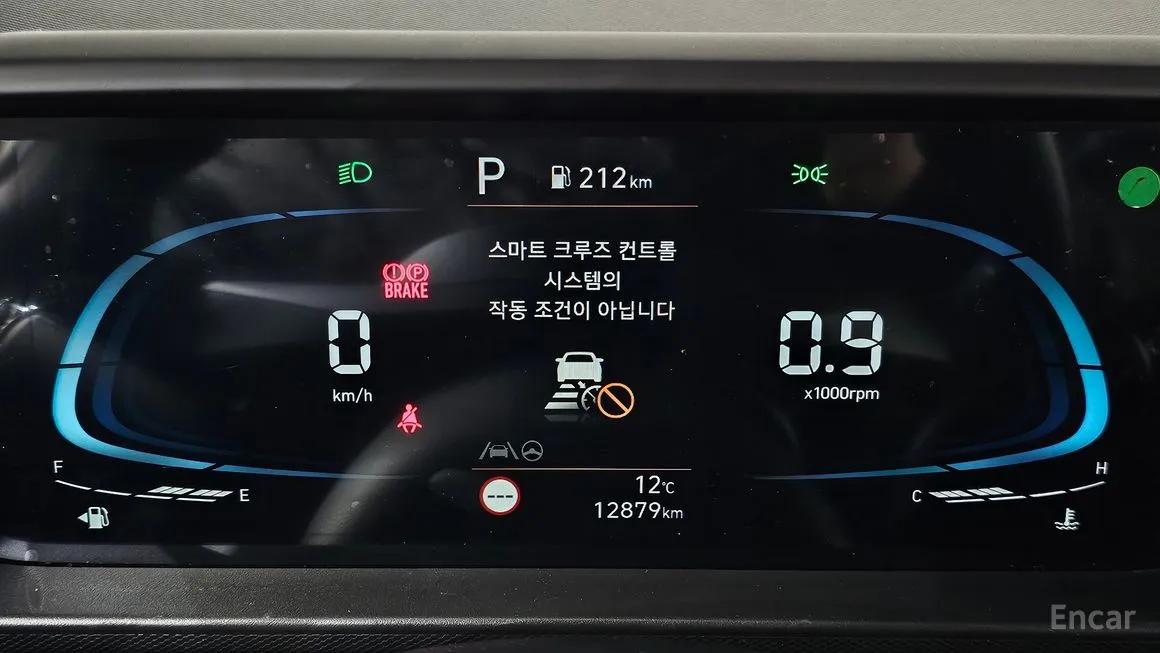 P
212km
스마트 크루즈 컨트롤
시스템의
작동 조건이 아닙니다
BRAKE
0
km/h
0.9
x1000rpm
F
E
C
H
12℃
12879km
Encar